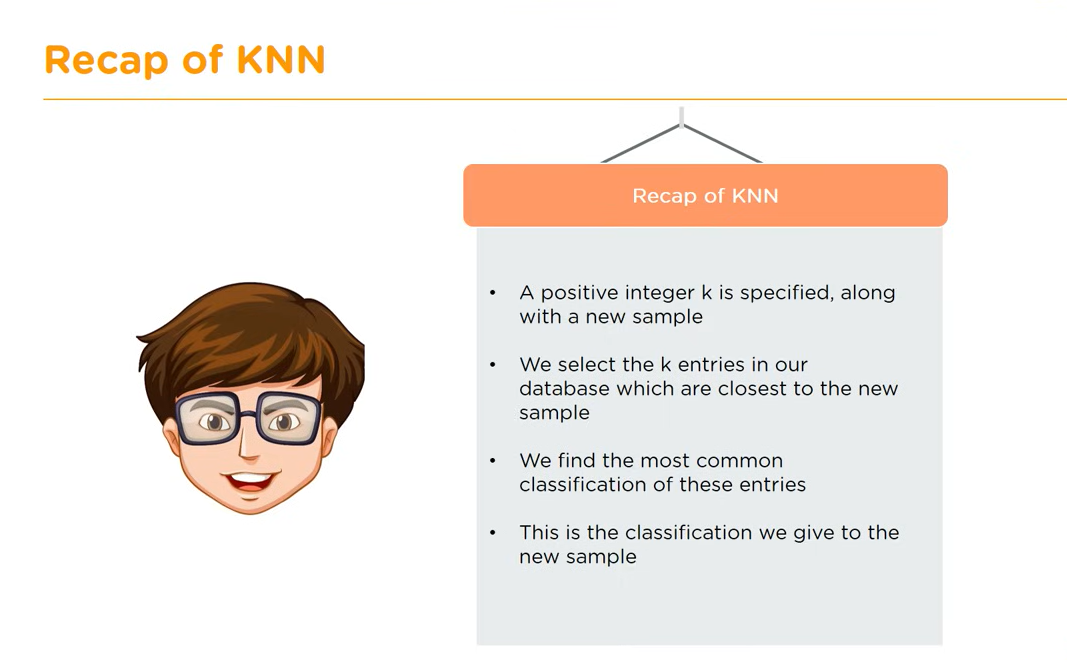 Recap of KNN
Recap of KNN
• A positive integer k is specified, along
with a new sample
• We select the k entries in our
database which are closest to the new
sample
• We find the most common
classification of these entries
• This is the classification we give to the
new sample